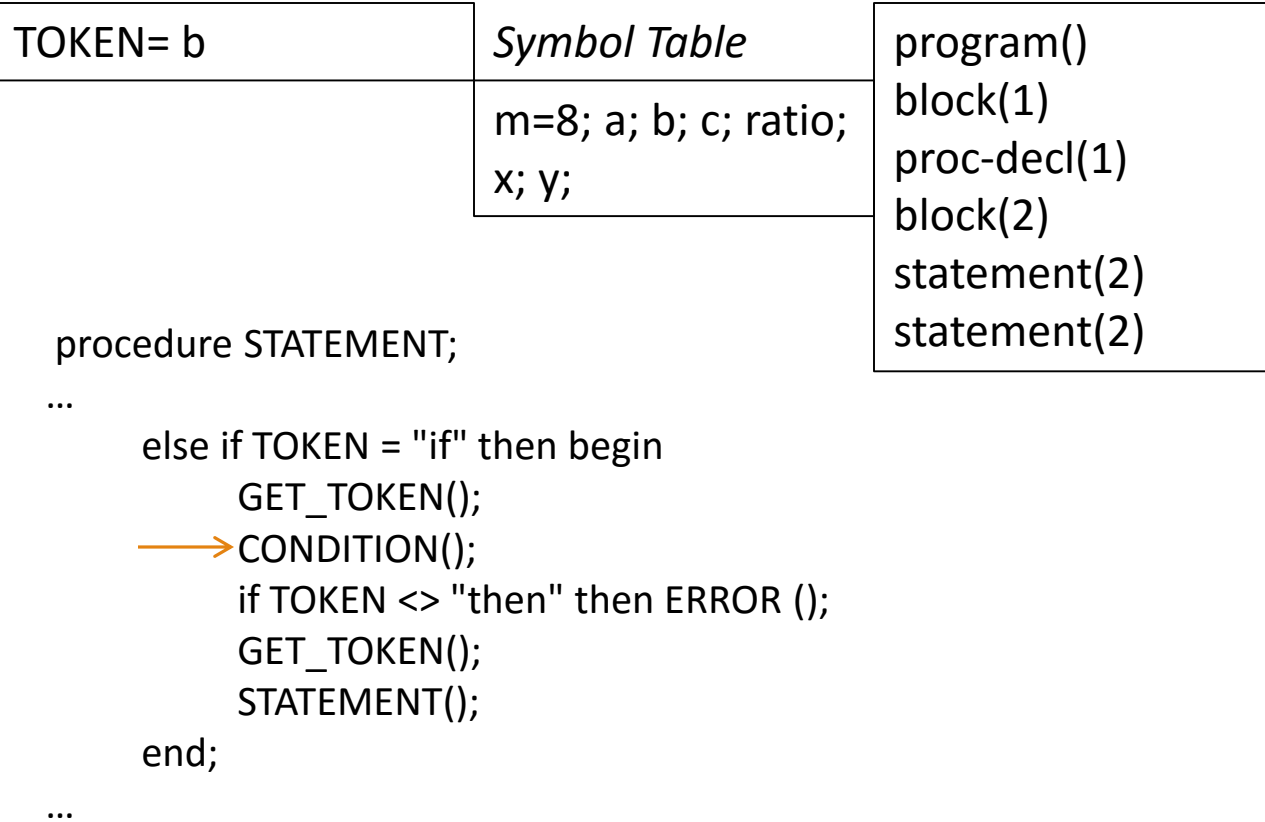 TOKEN= b
Symbol Table
m=8; a; b; c; ratio;
x; y;
program()
block(1)
proc-decl(1)
block(2)
statement(2)
statement(2)
procedure STATEMENT;
…
else if TOKEN = "if" then begin
GET_TOKEN();
CONDITION();
if TOKEN <> "then" then ERROR ();
GET_TOKEN();
STATEMENT();
end;
…